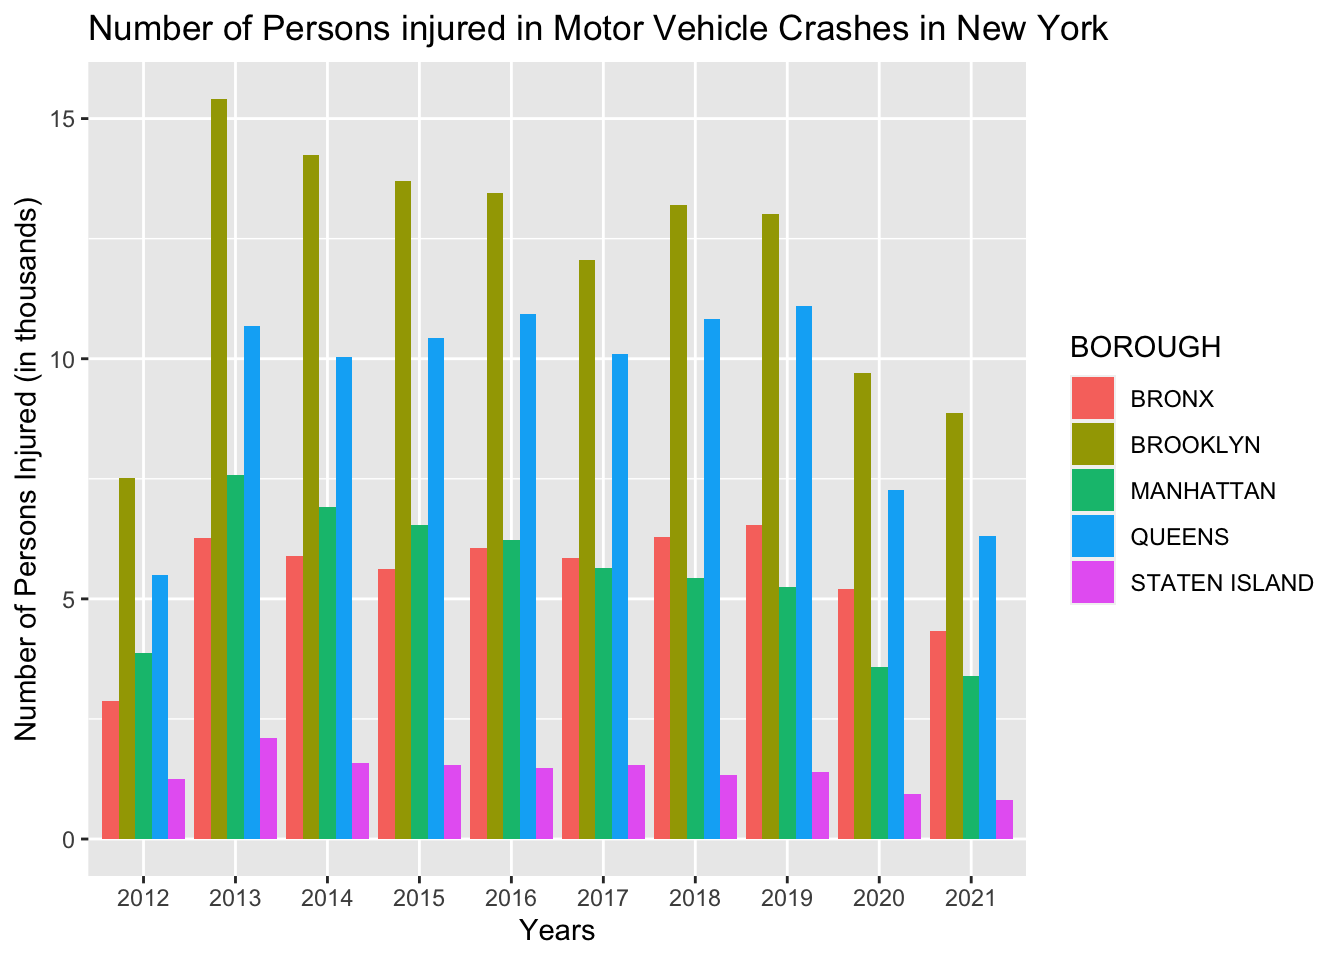 Number of Persons injured in Motor Vehicle Crashes in New York
Number of Persons Injured (in thousands)
15
10
5
0
2012 2013 2014 2015 2016 2017 2018 2019 2020 2021
Years
BOROUGH
BRONX
BROOKLYN
MANHATTAN
QUEENS
STATEN ISLAND